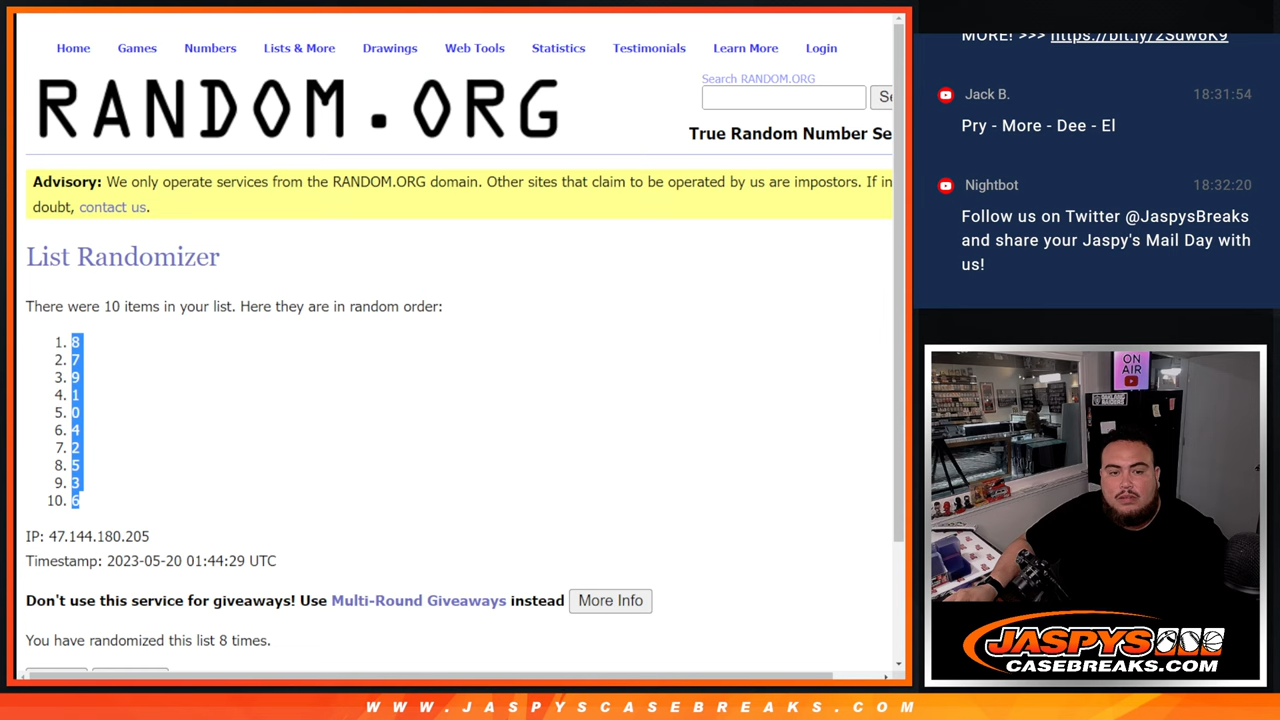 Home Games Numbers Lists & More Drawings Web Tools Statistics Testimonials Learn More Login
RANDOM.ORG
Search RANDOM.ORG
Se
True Random Number Se
Advisory: We only operate services from the RANDOM.ORG domain. Other sites that claim to be operated by us are impostors. If in
doubt, contact us.
List Randomizer
There were 10 items in your list. Here they are in random order:
1. 8
2. 7
3. 9
4. 1
5. 0
6. 4
7. 2
8. 5
9. 3
10. 6
IP: 47.144.180.205
Timestamp: 2023-05-20 01:44:29 UTC
Don't use this service for giveaways! Use Multi-Round Giveaways instead More Info
You have randomized this list 8 times.
MORE! >>> https://bit.ly/2Sdw6K9
Jack B. 18:31:54
Pry - More - Dee - El
Nightbot 18:32:20
Follow us on Twitter @JaspysBreaks
and share your Jaspy's Mail Day with
us!
ON
AIR
JASPYS
CASEBREAKS.COM
WWW.JASPYSCASEBREAKS.COM